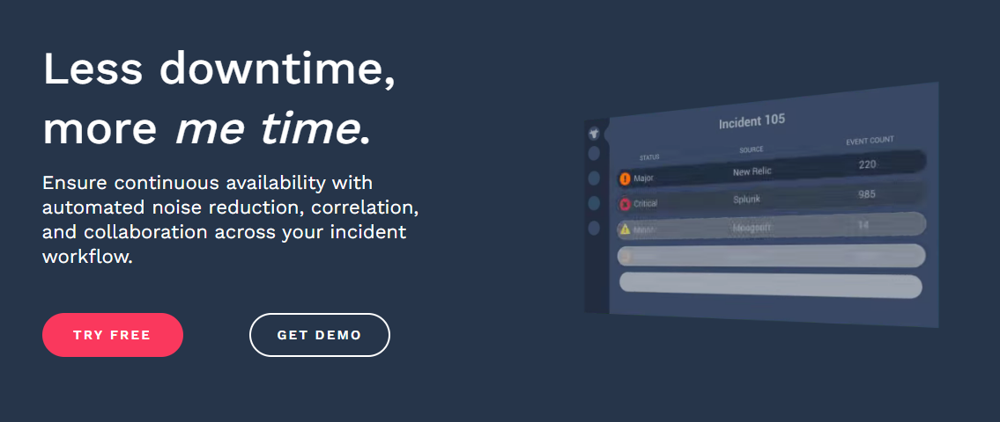 Less downtime,
more me time.
Ensure continuous availability with
automated noise reduction, correlation,
and collaboration across your incident
workflow.
TRY FREE
GET DEMO
Incident 105
STATUS SOURCE EVENT COUNT
Major New Relic 220
Critical Splunk 985
Moogsoft 14